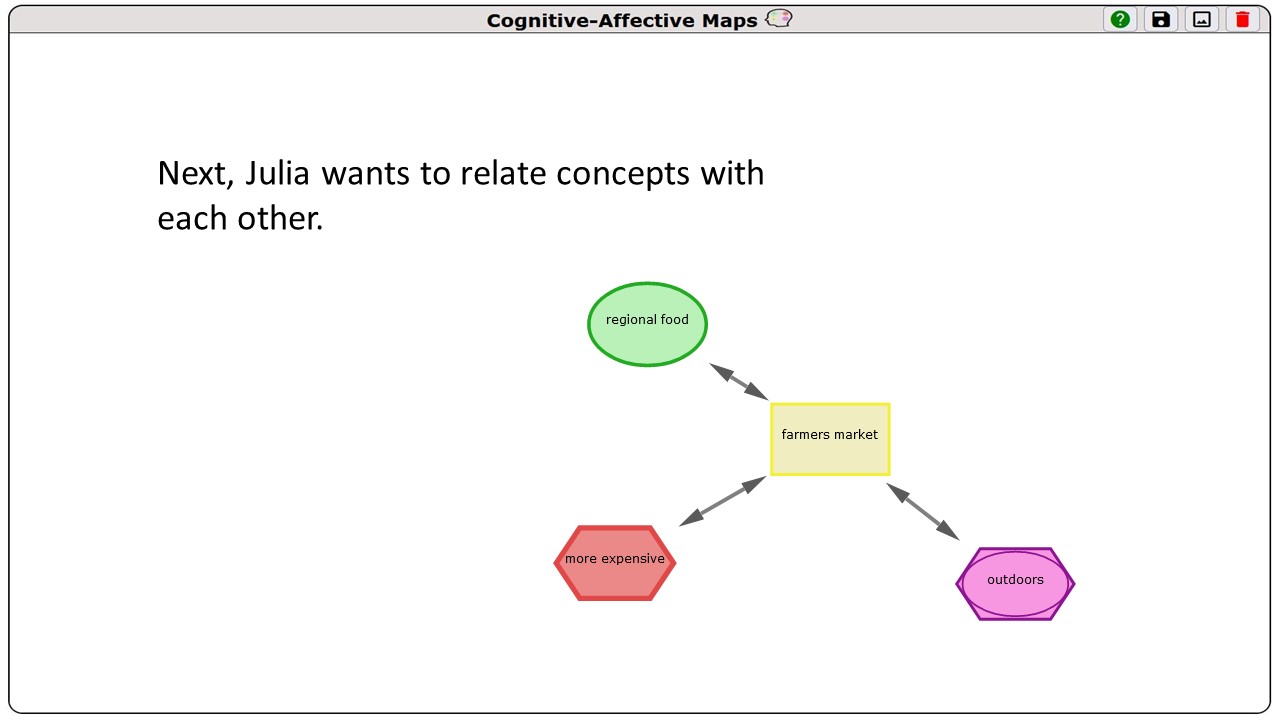 Cognitive-Affective Maps
Next, Julia wants to relate concepts with
each other.
regional food
farmers market
more expensive
outdoors